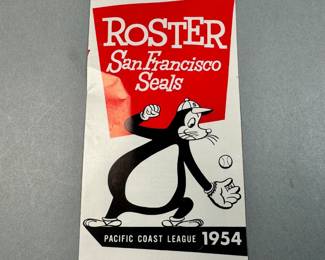 ROSTER
San Francisco
Seals
PACIFIC COAST LEAGUE 1954